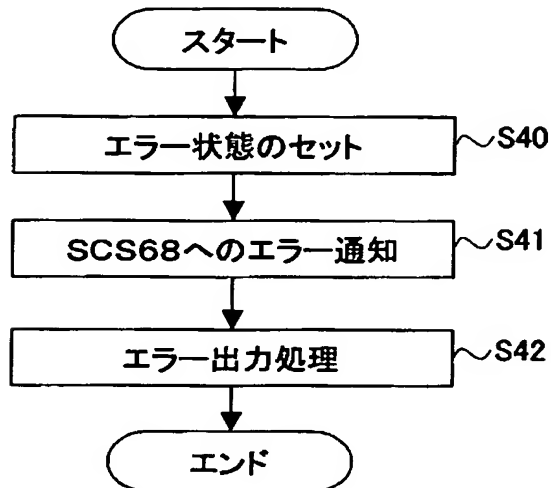 スタート
エラー状態のセット
S40
SCS68へのエラー通知
S41
エラー出力処理
S42
エンド